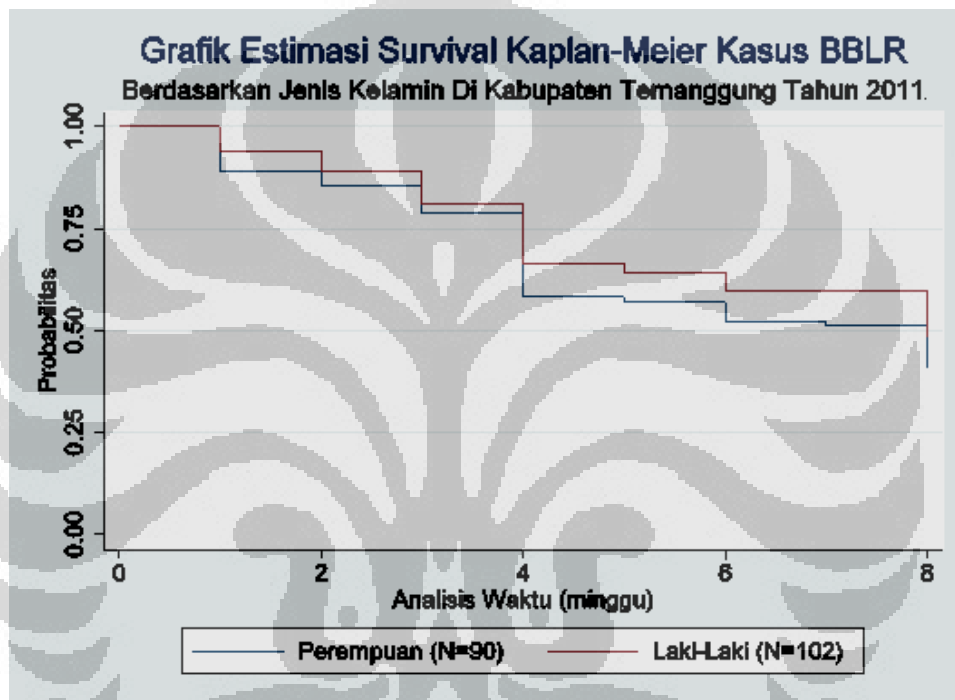 Grafik Estimasi Survival Kaplan-Meier Kasus BBLR
Berdasarkan Jenis Kelamin Di Kabupaten Temanggung Tahun 2011.
Probabilitas
1.00
0.75
0.50
0.25
0.00
0 2 4 6 8
Analisis Waktu (minggu)
Perempuan (N=90) Laki-Laki (N=102)